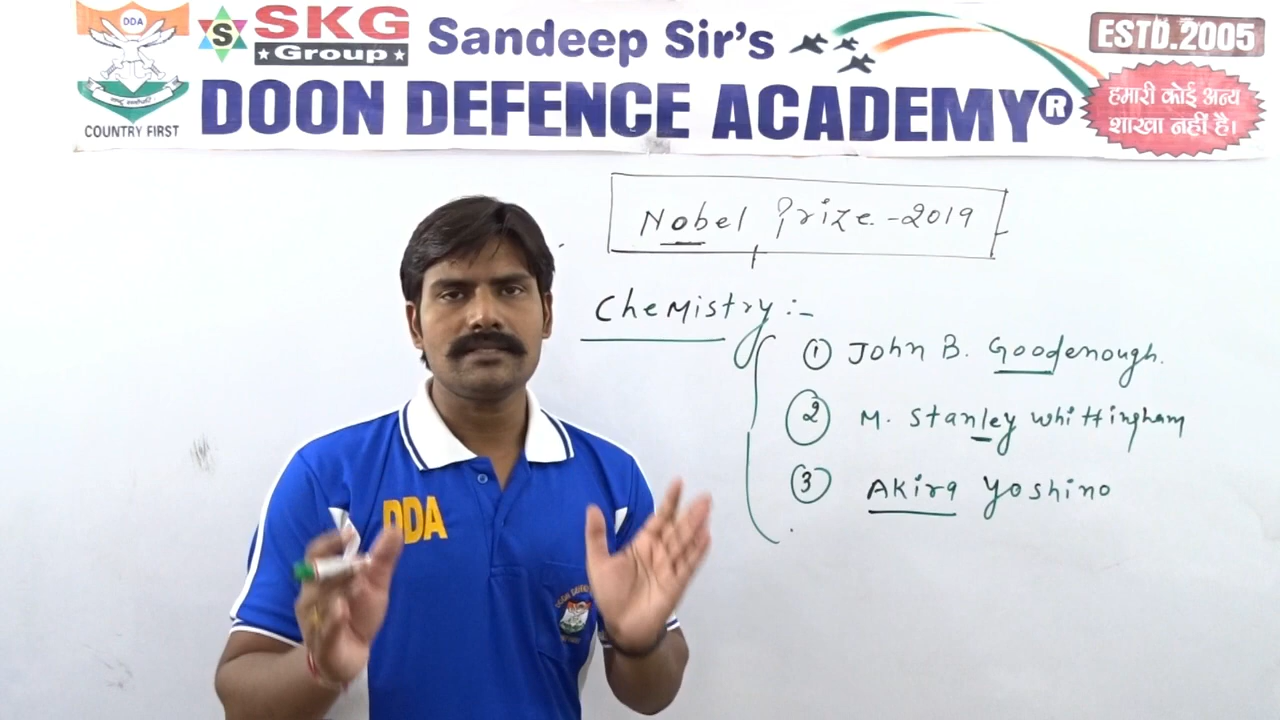 DDA
COUNTRY FIRST
S
SKG
★Group★
Sandeep Sir's
DOON DEFENCE ACADEMY®
ESTD.2005
हमारी कोई अन्य
शाखा नहीं है।
Nobel Prize-2019
Chemistry:-
① John B. Goodenough.
② M. Stanley Whittingham
③ Akira Yoshino
DDA